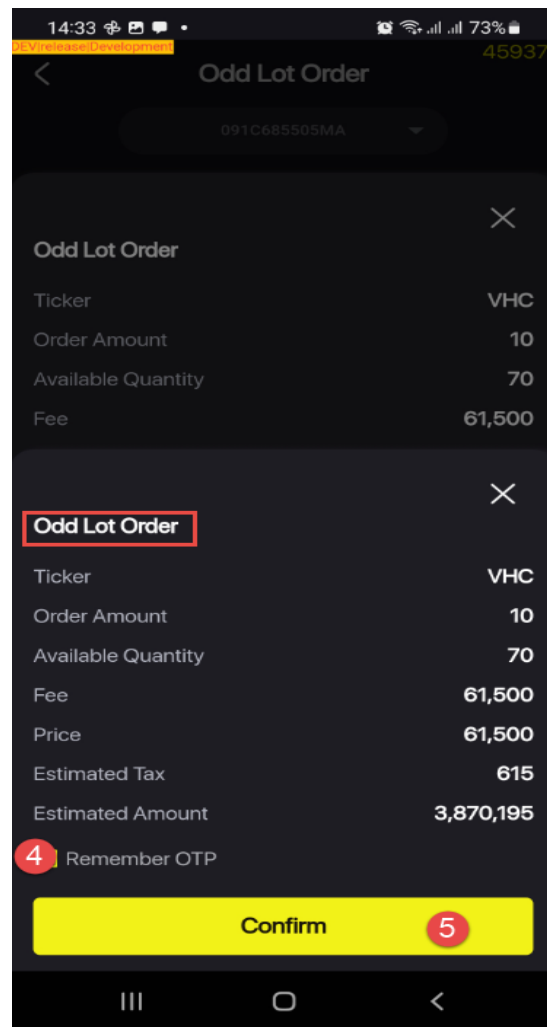 14:33
73%
DEV|release|Development
45937
Odd Lot Order
091C685505MA
Odd Lot Order
Ticker VHC
Order Amount 10
Available Quantity 70
Fee 61,500
Odd Lot Order
Ticker VHC
Order Amount 10
Available Quantity 70
Fee 61,500
Price 61,500
Estimated Tax 615
Estimated Amount 3,870,195
4 Remember OTP
Confirm 5